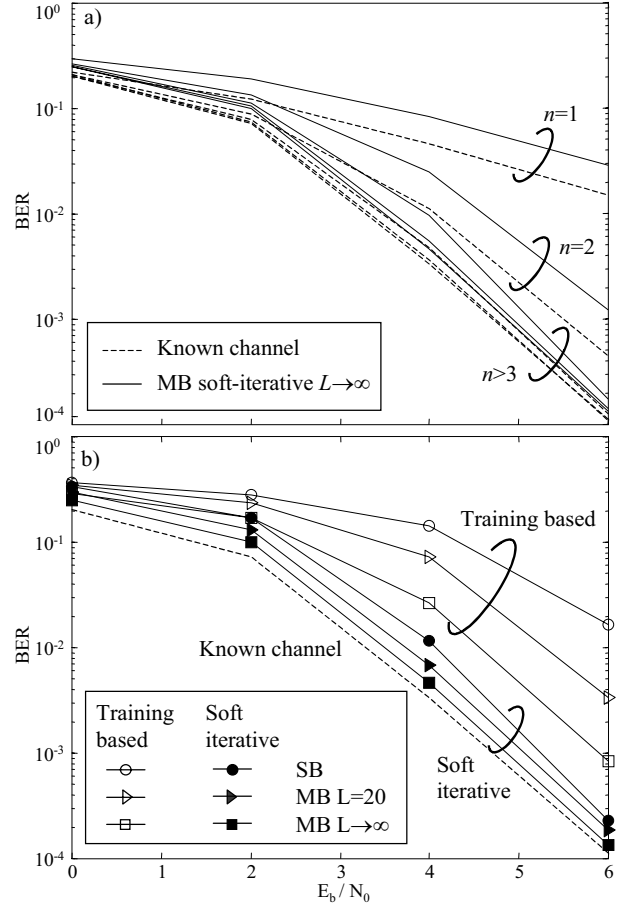 a)
10^0
10^-1
10^-2
10^-3
10^-4
BER
n=1
n=2
n>3
Known channel
MB soft-iterative L→∞
b)
10^0
10^-1
10^-2
10^-3
10^-4
BER
Training based
Known channel
Soft
iterative
Training
based
Soft
iterative
SB
MB L=20
MB L→∞
0
1
2
3
4
5
6
E_b / N_0